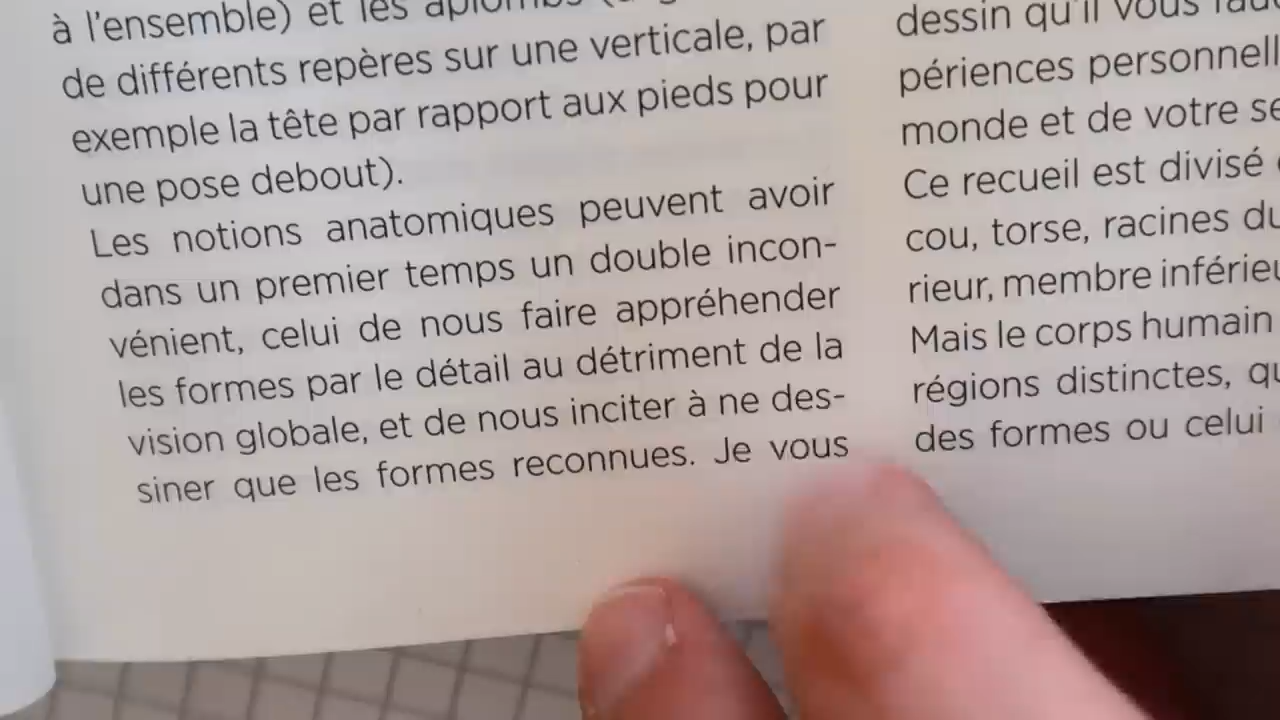 à l'ensemble) et les aplombs
de différents repères sur une verticale, par
exemple la tête par rapport aux pieds pour
une pose debout).
Les notions anatomiques peuvent avoir
dans un premier temps un double incon-
vénient, celui de nous faire appréhender
les formes par le détail au détriment de la
vision globale, et de nous inciter à ne des-
siner que les formes reconnues. Je vous
dessin qu'il vous
périences personnell
monde et de votre se
Ce recueil est divisé
cou, torse, racines du
rieur, membre inférieu
Mais le corps humain
régions distinctes, qu
des formes ou celui